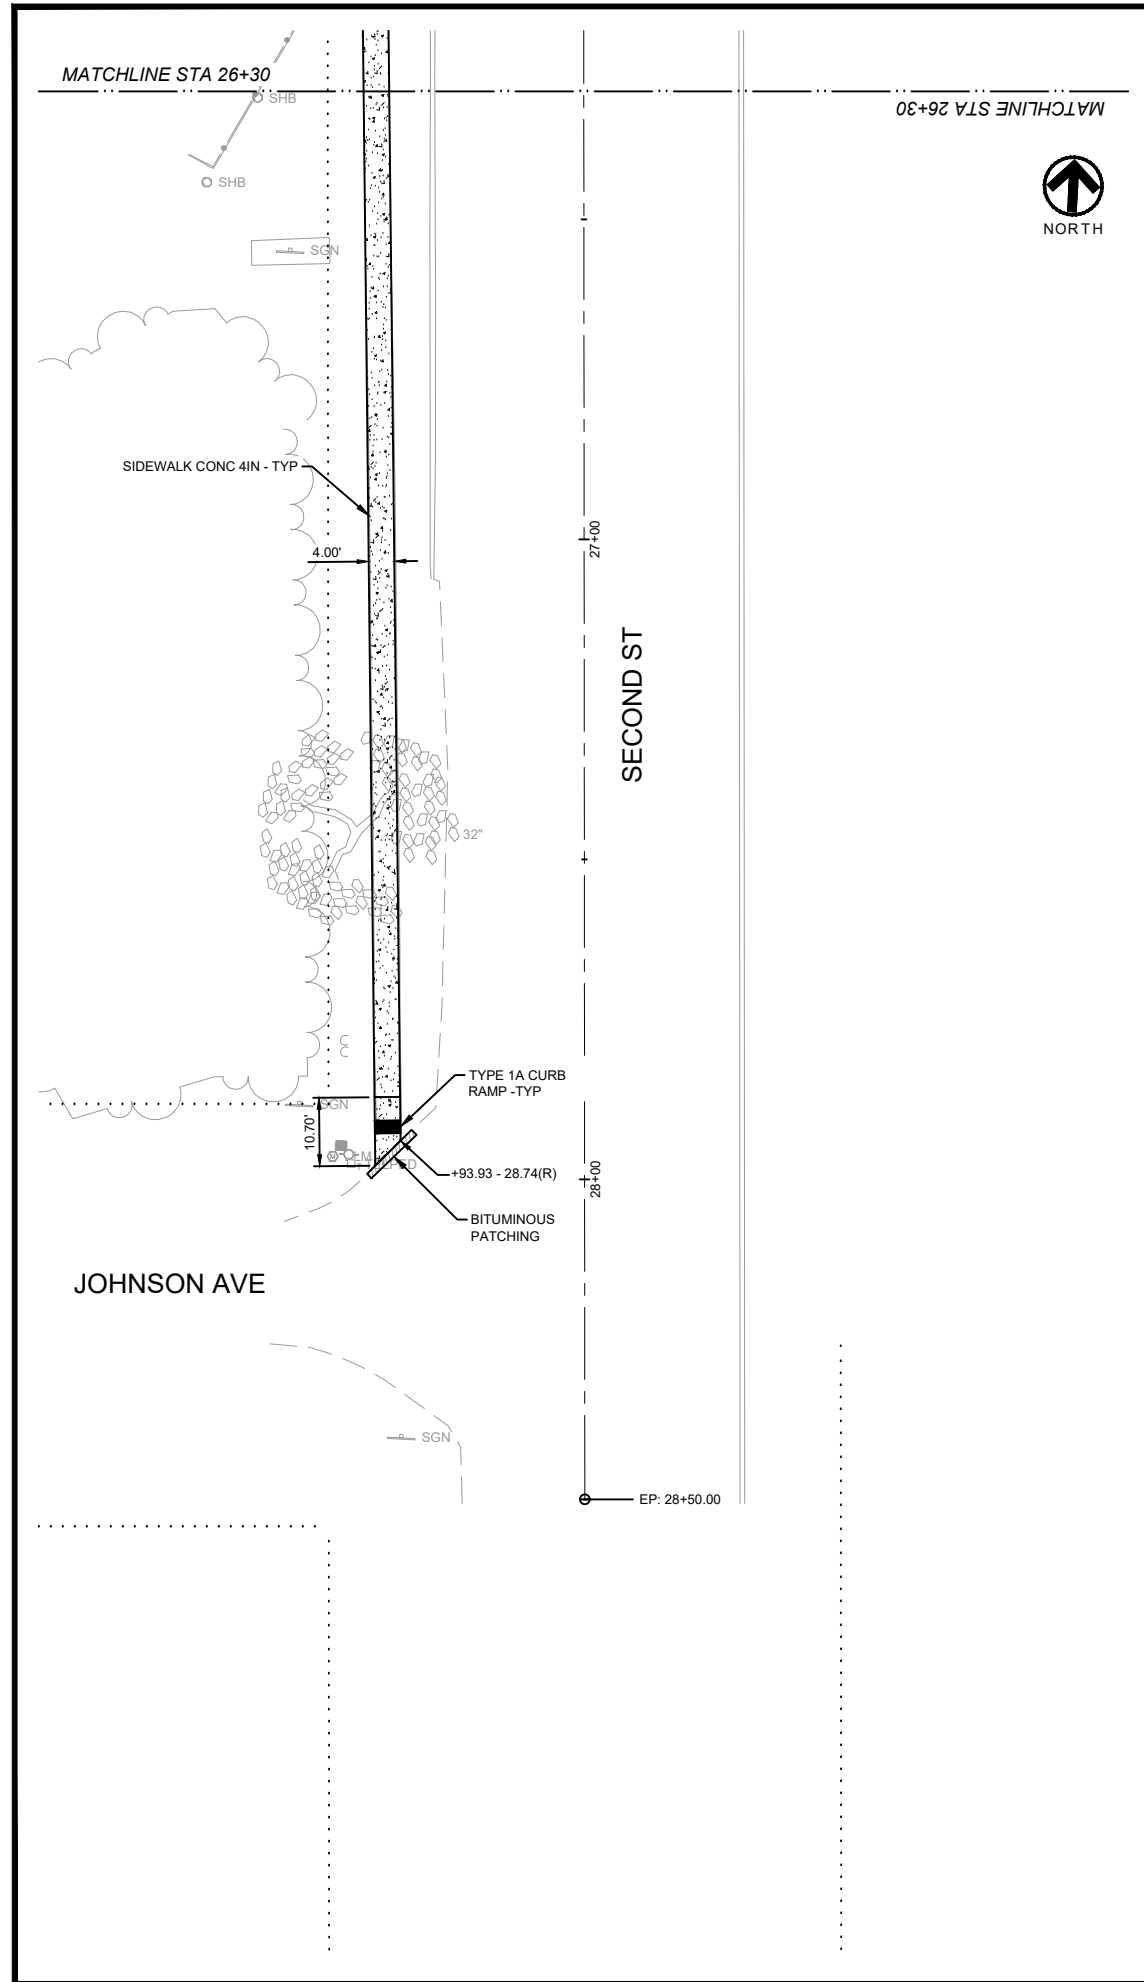 MATCHLINE STA 26+30
SHB
MATCHLINE STA 26+30
SHB
NORTH
SGN
SIDEWALK CONC 4IN - TYP
27+00
4.00'
SECOND ST
32"
TYPE 1A CURB
RAMP -TYP
SGN
10.70'
+93.93 - 28.74(R)
28+00
BITUMINOUS
PATCHING
JOHNSON AVE
SGN
EP: 28+50.00